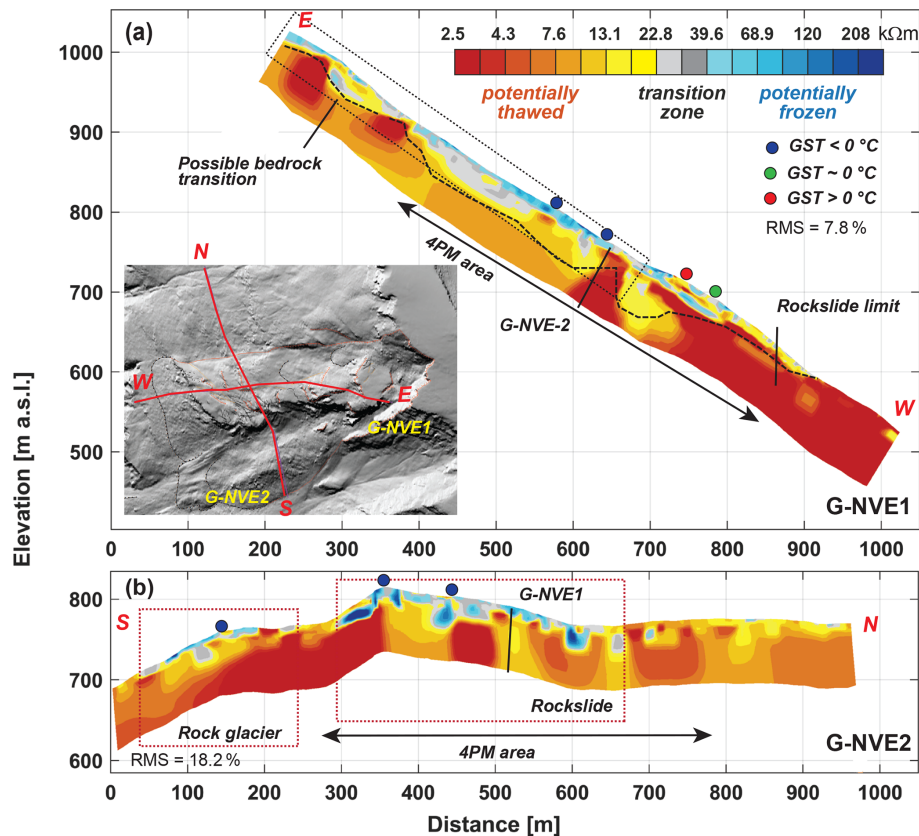 (a)
E
2.5 4.3 7.6 13.1 22.8 39.6 68.9 120 208 kΩm
potentially thawed
transition zone
potentially frozen
GST < 0 °C
GST ~ 0 °C
GST > 0 °C
RMS = 7.8 %
Possible bedrock
transition
4PM area
G-NVE-2
Rockslide limit
W
G-NVE1
N
W
E
G-NVE1
G-NVE2
S
1000
900
800
700
600
500
Elevation [m a.s.l.]
0 100 200 300 400 500 600 700 800 900 1000
(b)
S
G-NVE1
N
Rock glacier
Rockslide
RMS = 18.2 %
4PM area
G-NVE2
800
700
600
0 100 200 300 400 500 600 700 800 900 1000
Distance [m]